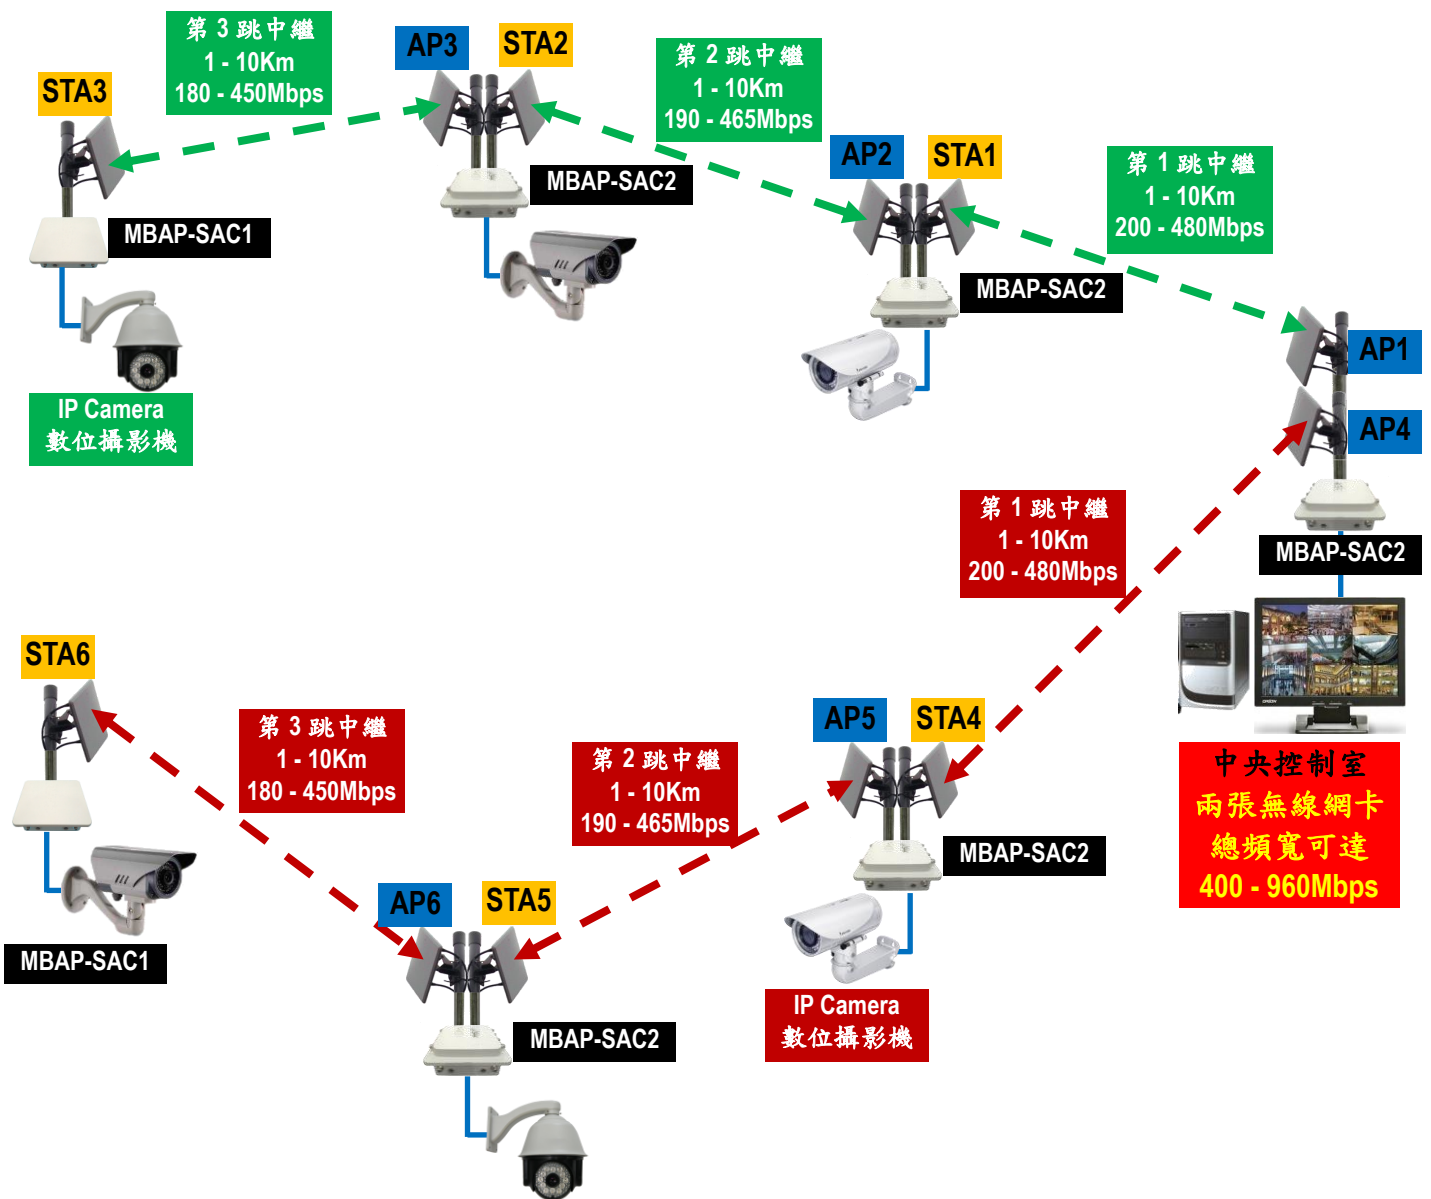 第 3 跳中繼
1 - 10Km
180 - 450Mbps
AP3
STA2
第 2 跳中繼
1 - 10Km
190 - 465Mbps
STA3
AP2
STA1
第 1 跳中繼
1 - 10Km
200 - 480Mbps
MBAP-SAC2
MBAP-SAC1
MBAP-SAC2
AP1
IP Camera
數位攝影機
AP4
第 1 跳中繼
1 - 10Km
200 - 480Mbps
MBAP-SAC2
STA6
AP5
STA4
第 3 跳中繼
1 - 10Km
180 - 450Mbps
第 2 跳中繼
1 - 10Km
190 - 465Mbps
中央控制室
兩張無線網卡
總頻寬可達
400 - 960Mbps
MBAP-SAC2
AP6
STA5
MBAP-SAC1
IP Camera
數位攝影機
MBAP-SAC2